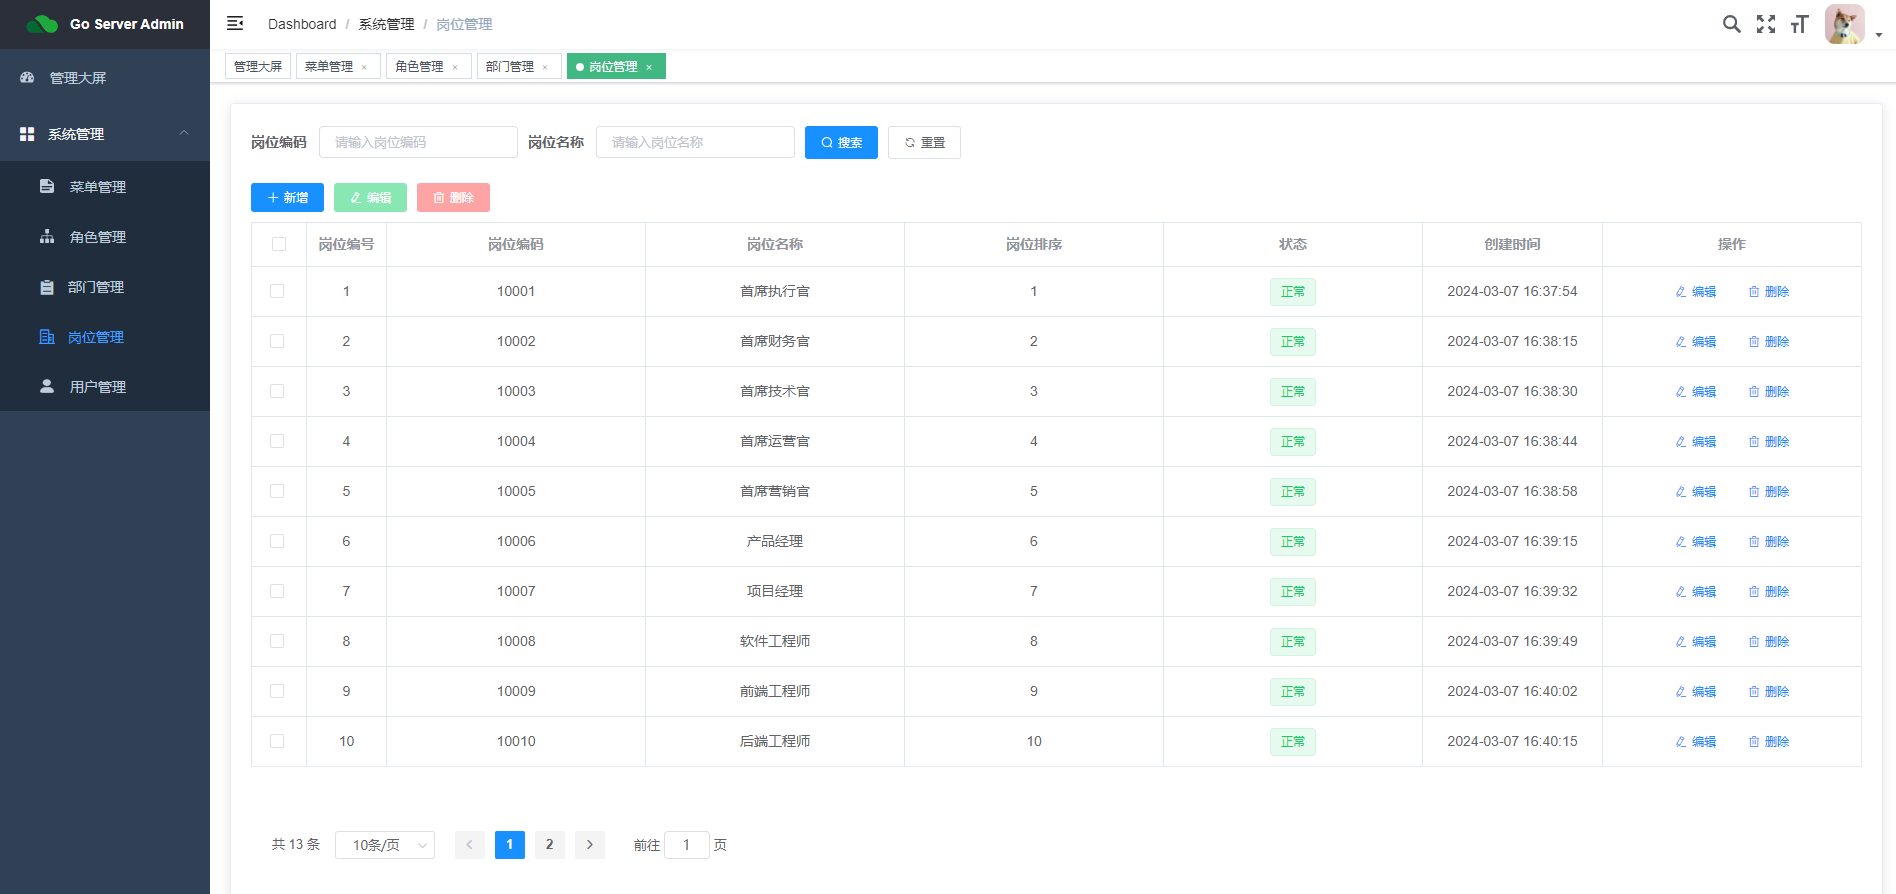 Go Server Admin
Dashboard / 系统管理 / 岗位管理
管理大屏 菜单管理 × 角色管理 × 部门管理 × 岗位管理 ×
管理大屏
系统管理
菜单管理
角色管理
部门管理
岗位管理
用户管理
岗位编码 请输入岗位编码 岗位名称 请输入岗位名称 搜索 重置
新增 编辑 删除
岗位编号 岗位编码 岗位名称 岗位排序 状态 创建时间 操作
1 10001 首席执行官 1 正常 2024-03-07 16:37:54 编辑 删除
2 10002 首席财务官 2 正常 2024-03-07 16:38:15 编辑 删除
3 10003 首席技术官 3 正常 2024-03-07 16:38:30 编辑 删除
4 10004 首席运营官 4 正常 2024-03-07 16:38:44 编辑 删除
5 10005 首席营销官 5 正常 2024-03-07 16:38:58 编辑 删除
6 10006 产品经理 6 正常 2024-03-07 16:39:15 编辑 删除
7 10007 项目经理 7 正常 2024-03-07 16:39:32 编辑 删除
8 10008 软件工程师 8 正常 2024-03-07 16:39:49 编辑 删除
9 10009 前端工程师 9 正常 2024-03-07 16:40:02 编辑 删除
10 10010 后端工程师 10 正常 2024-03-07 16:40:15 编辑 删除
共 13 条 10条/页 1 2 前往 1 页